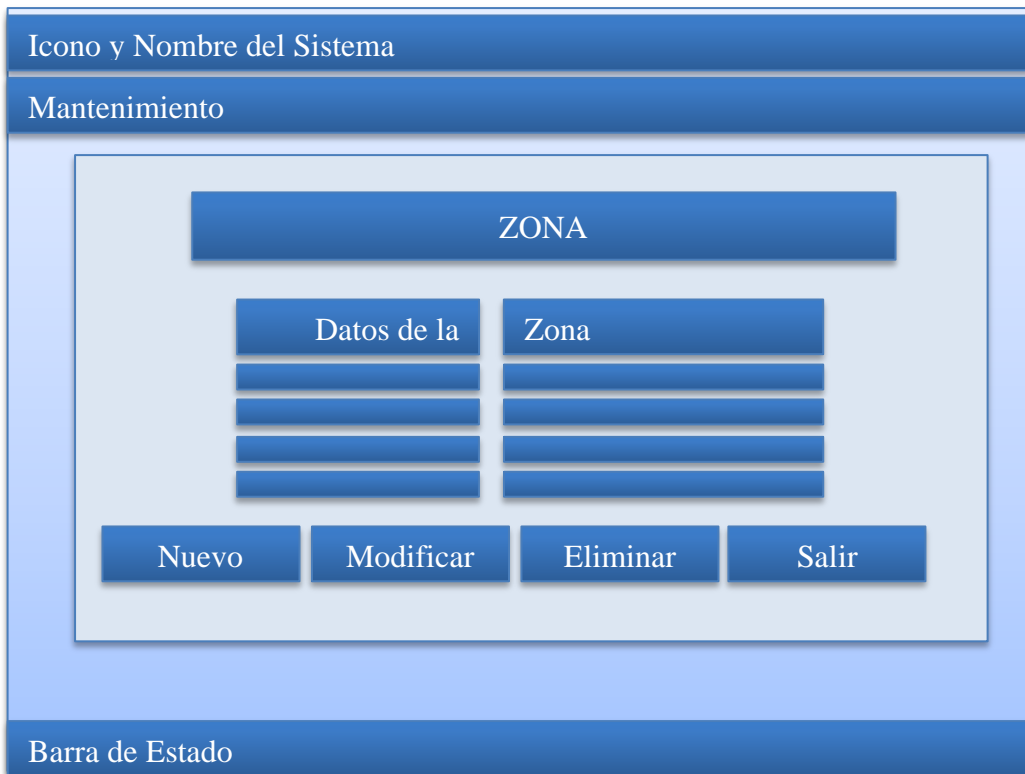 Icono y Nombre del Sistema
Mantenimiento
ZONA
Datos de la Zona
Nuevo Modificar Eliminar Salir
Barra de Estado